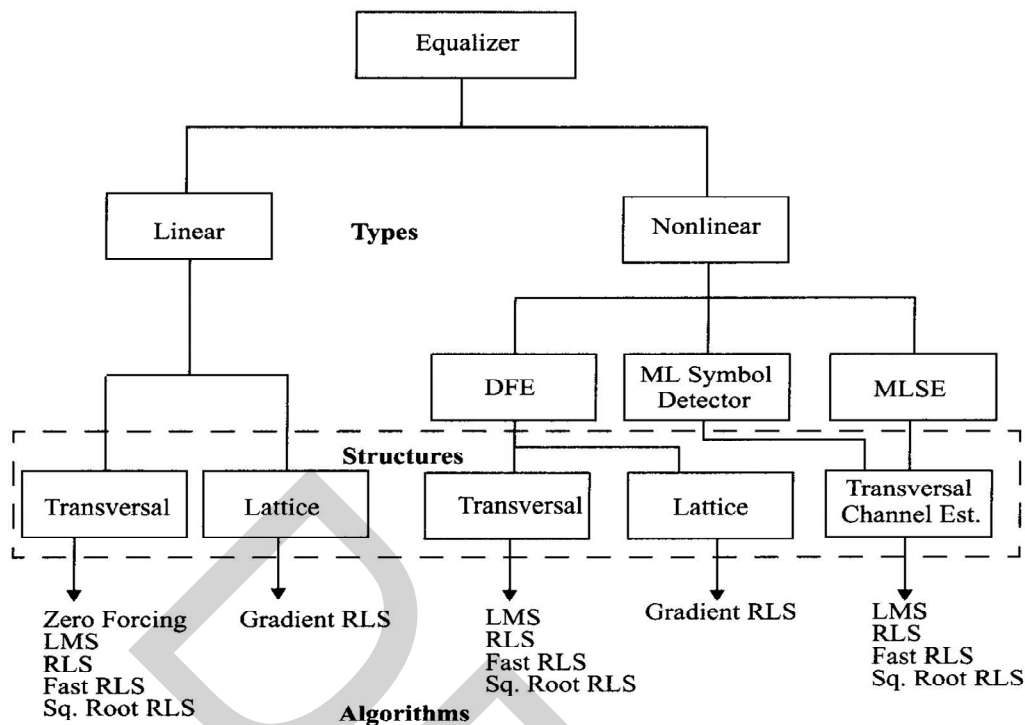 Equalizer
Linear
Types
Nonlinear
DFE
ML Symbol
Detector
MLSE
Structures
Transversal
Lattice
Transversal
Lattice
Transversal
Channel Est.
Zero Forcing
LMS
RLS
Fast RLS
Sq. Root RLS
Gradient RLS
LMS
RLS
Fast RLS
Sq. Root RLS
Gradient RLS
LMS
RLS
Fast RLS
Sq. Root RLS
Algorithms